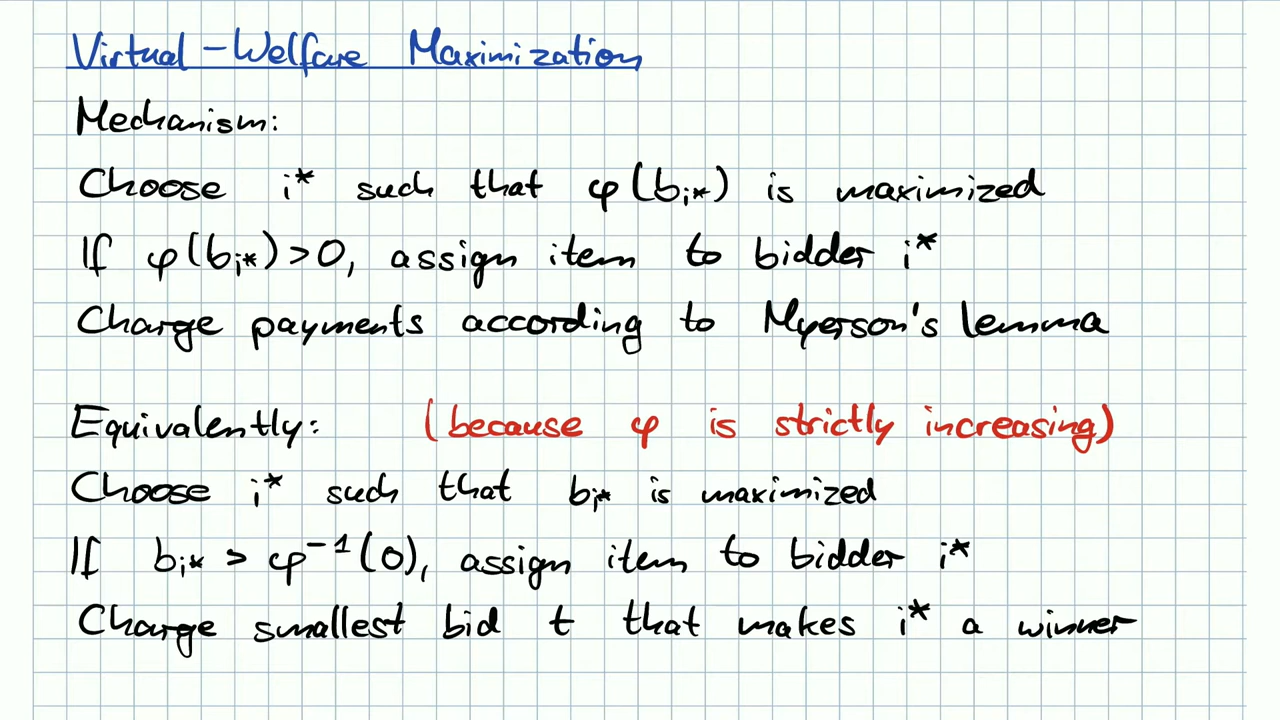 Virtual-Welfare Maximization
Mechanism:
Choose i* such that φ(b_i*) is maximized
If φ(b_i*)>0, assign item to bidder i*
Charge payments according to Myerson's lemma
Equivalently: (because φ is strictly increasing)
Choose i* such that b_i* is maximized
If b_i* > φ⁻¹(0), assign item to bidder i*
Charge smallest bid t that makes i* a winner